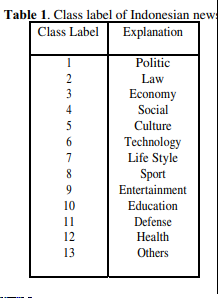 Table 1. Class label of Indonesian news
Class Label Explanation
1 Politic
2 Law
3 Economy
4 Social
5 Culture
6 Technology
7 Life Style
8 Sport
9 Entertainment
10 Education
11 Defense
12 Health
13 Others